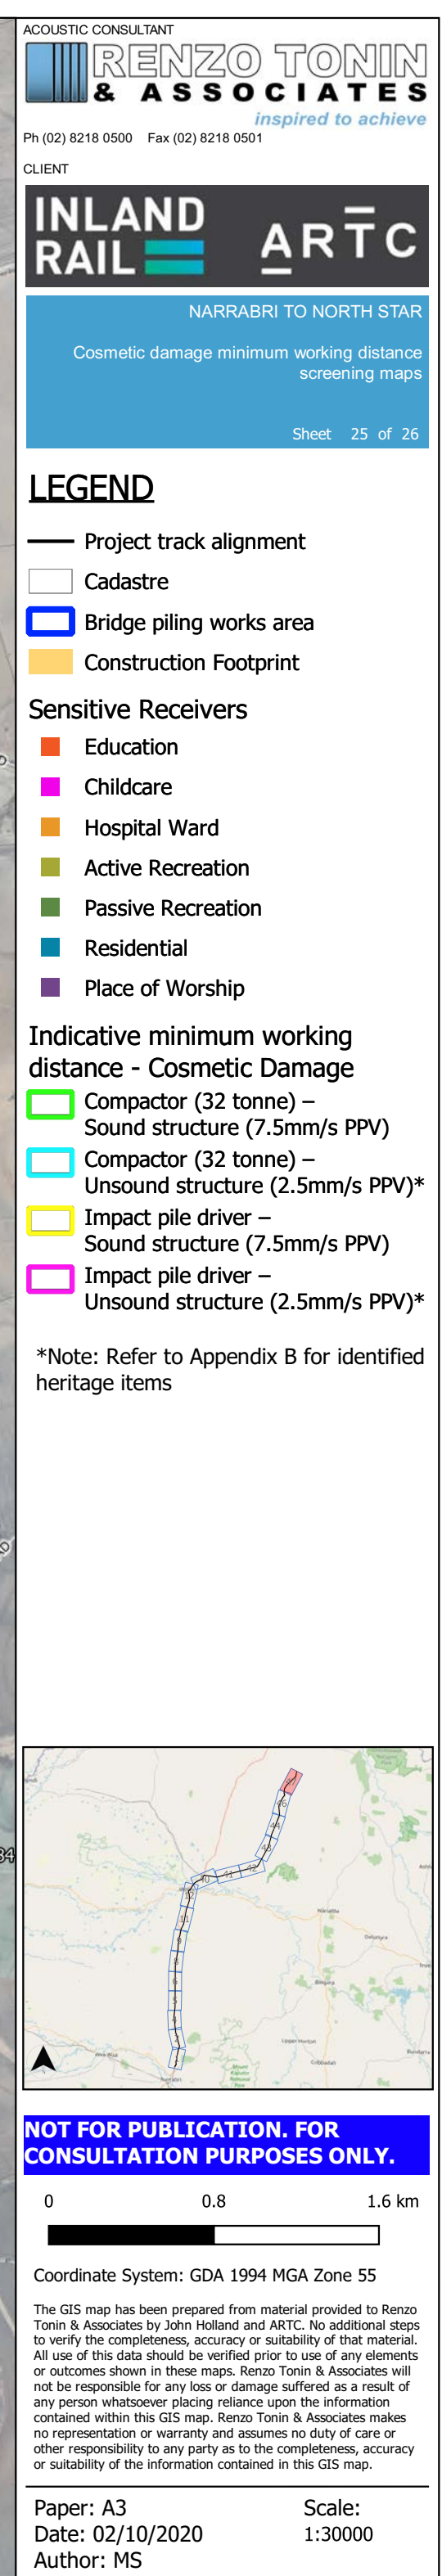 ACOUSTIC CONSULTANT
RENZO TONIN
& ASSOCIATES
inspired to achieve
Ph (02) 8218 0500 Fax (02) 8218 0501
CLIENT
INLAND
RAIL
ARTC
NARRABRI TO NORTH STAR
Cosmetic damage minimum working distance
screening maps
Sheet 25 of 26
LEGEND
Project track alignment
Cadastre
Bridge piling works area
Construction Footprint
Sensitive Receivers
Education
Childcare
Hospital Ward
Active Recreation
Passive Recreation
Residential
Place of Worship
Indicative minimum working
distance - Cosmetic Damage
Compactor (32 tonne) –
Sound structure (7.5mm/s PPV)
Compactor (32 tonne) –
Unsound structure (2.5mm/s PPV)*
Impact pile driver –
Sound structure (7.5mm/s PPV)
Impact pile driver –
Unsound structure (2.5mm/s PPV)*
*Note: Refer to Appendix B for identified
heritage items
44
42
41
12
11
Bingara
Upper Horton
Cobbadah
Narrabri
NOT FOR PUBLICATION. FOR
CONSULTATION PURPOSES ONLY.
0 0.8 1.6 km
Coordinate System: GDA 1994 MGA Zone 55
The GIS map has been prepared from material provided to Renzo
Tonin & Associates by John Holland and ARTC. No additional steps
to verify the completeness, accuracy or suitability of that material.
All use of this data should be verified prior to use of any elements
or outcomes shown in these maps. Renzo Tonin & Associates will
not be responsible for any loss or damage suffered as a result of
any person whatsoever placing reliance upon the information
contained within this GIS map. Renzo Tonin & Associates makes
no representation or warranty and assumes no duty of care or
other responsibility to any party as to the completeness, accuracy
or suitability of the information contained in this GIS map.
Paper: A3
Date: 02/10/2020
Author: MS
Scale:
1:30000